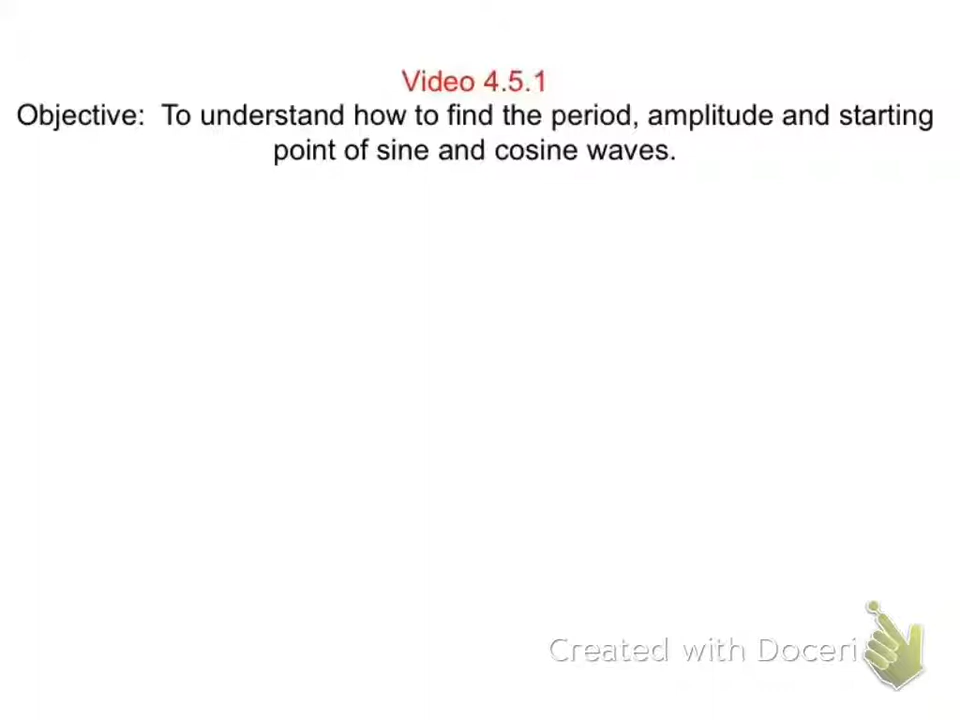 Video 4.5.1
Objective:  To understand how to find the period, amplitude and starting
point of sine and cosine waves.
Created with Doceri